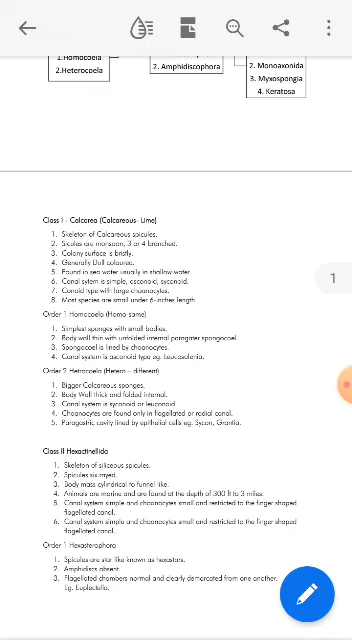 1.Homocoela
2.Heterocoela
2. Amphidiscophora
2. Monoaxonida
3. Myxospongia
4. Keratosa
1
Class I - Calcarea (Calcareous- Lime)
1. Skeleton of Calcareous spicules.
2. Sicules are monoaon, 3 or 4 branched.
3. Colony surface is bristly.
4. Generally Dull coloured.
5. Found in sea water usually in shallow water.
6. Canal sytem is simple, asconoid, syconoid.
7. Conoid type with large choanocytes.
8. Most species are small under 6-inches length
Order 1 Homocoela (Homo same)
1. Simplest sponges with small bodies.
2. Body wall thin with unfolded internal paragater spongocoel.
3. Spongocoel is lined by choanocytes.
4. Canal system is asconoid type eg. Leucosolenia.
Order 2 Hetrocoela (Hetero – different)
1. Bigger Calcareous sponges.
2. Body Wall thick and folded internal.
3. Canal system is syconoid or leuconoid.
4. Choanocytes are found only in flagellated or radial canal.
5. Paragastric cavity lined by epithelial cells eg. Sycon, Grantia.
Class II Hexactinellida
1. Skeleton of siliceous spicules.
2. Spicules six rayed.
3. Body mass cylindrical to funnel like.
4. Animals are marine and are found at the depth of 300 ft to 3 miles.
5. Canal system simple and choanocytes small and restricted to the finger shaped
flagellated canal.
6. Canal system simple and choanocytes small and restricted to the finger shaped
flagellated canal.
Order 1 Hexasterophora
1. Spicules are star like known as hexastars.
2. Amphidiscs absent.
3. Flagellated chambers normal and clearly demarcated from one another.
Eg. Luplectella.